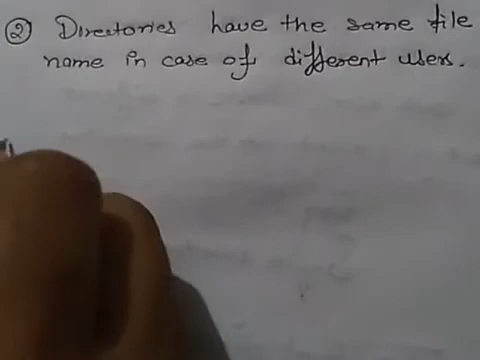 ② Directories have the same file
name in case of different users.